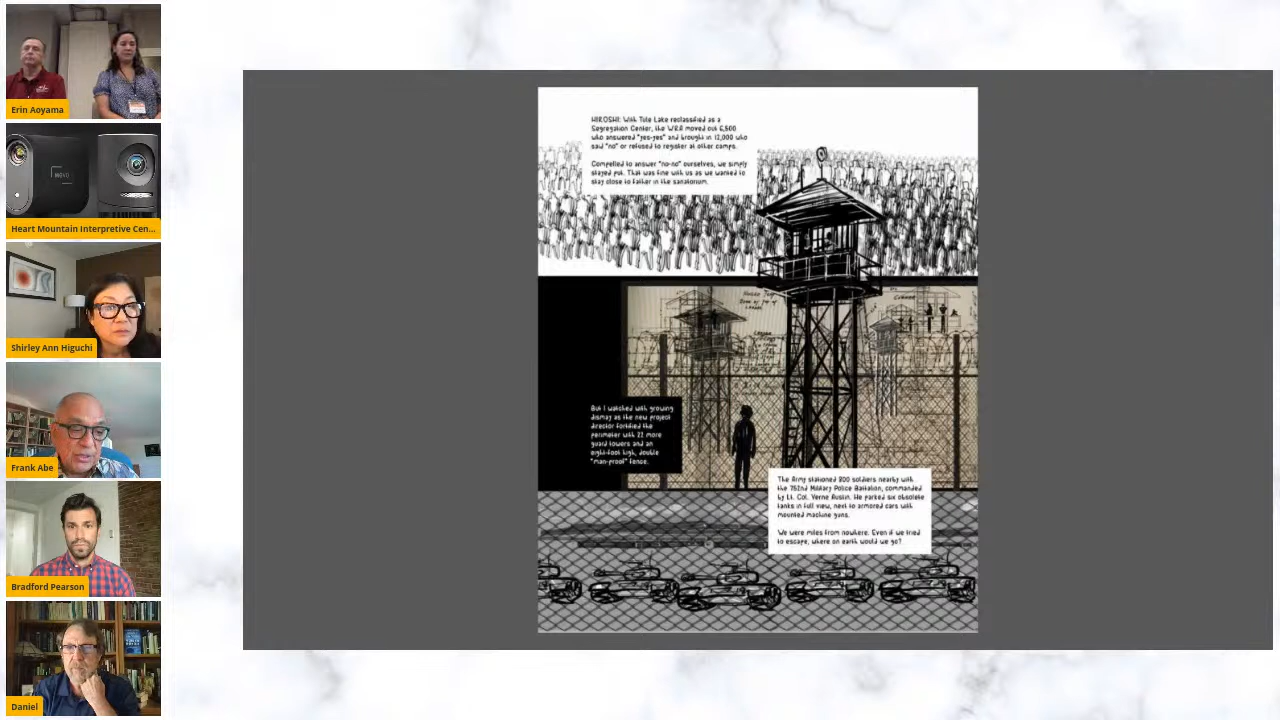 Erin Aoyama
Heart Mountain Interpretive Cen...
Shirley Ann Higuchi
Frank Abe
Bradford Pearson
Daniel
HIROSHI: With Tule Lake reclassified as a
Segregation Center, the WRA moved out 6,500
who answered "yes-yes" and brought in 12,000 who
said "no" or refused to register at other camps.
Compelled to answer "no-no" ourselves, we simply
stayed put. That was fine with us as we wanted to
stay close to Father in the sanatorium.
But I watched with growing
dismay as the new project
director fortified the
perimeter with 22 more
guard towers and an
eight-foot high, double
"man-proof" fence.
The Army stationed 800 soldiers nearby with
the 752nd Military Police Battalion, commanded
by Lt. Col. Verne Austin. He parked six obsolete
tanks in full view, next to armored cars with
mounted machine guns.
We were miles from nowhere. Even if we tried
to escape, where on earth would we go?